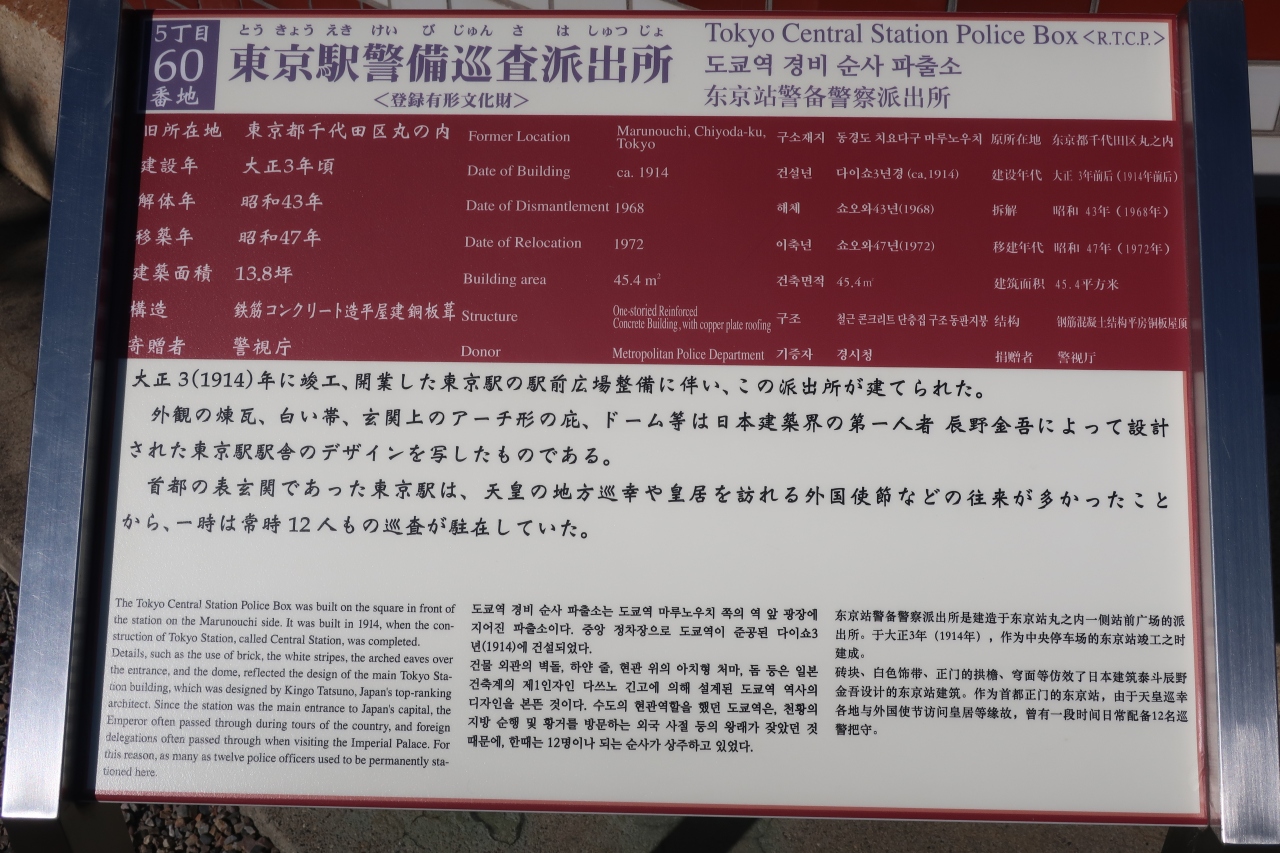 5丁目
60
番地
とうきょうえきけいびじゅんさはしゅつじょ
東京駅警備巡査派出所
<登録有形文化財>
Tokyo Central Station Police Box <R.T.C.P.>
도쿄역 경비 순사 파출소
东京站警备警察派出所
旧所在地 東京都千代田区丸の内
建設年 大正3年頃
解体年 昭和43年
移築年 昭和47年
建築面積 13.8坪
構造 鉄筋コンクリート造平屋建銅板葺
寄贈者 警視庁
Former Location Marunouchi, Chiyoda-ku,
Tokyo
Date of Building ca. 1914
Date of Dismantlement 1968
Date of Relocation 1972
Building area 45.4 m²
Structure One-storied Reinforced
Concrete Building, with copper plate roofing
Donor Metropolitan Police Department
구소재지 동경도 치요다구 마루노우치
건설년 다이쇼3년경 (ca.1914)
해체 쇼오와43년(1968)
이축년 쇼오와47년(1972)
건축면적 45.4㎡
구조 철근 콘크리트 단층집 구조 동판지붕
기증자 경시청
原所在地 东京都千代田区丸之内
建设年代 大正 3年前后(1914年前后)
拆解 昭和 43年(1968年)
移建年代 昭和 47年(1972年)
建筑面积 45.4平方米
结构 钢筋混凝土结构平房铜板屋顶
捐赠者 警视厅
大正3(1914)年に竣工、開業した東京駅の駅前広場整備に伴い、この派出所が建てられた。
外観の煉瓦、白い帯、玄関上のアーチ形の庇、ドーム等は日本建築界の第一人者 辰野金吾によって設計
された東京駅駅舎のデザインを写したものである。
首都の表玄関であった東京駅は、天皇の地方巡幸や皇居を訪れる外国使節などの往来が多かったこと
から、一時は常時12人もの巡査が駐在していた。
The Tokyo Central Station Police Box was built on the square in front of
the station on the Marunouchi side. It was built in 1914, when the con-
struction of Tokyo Station, called Central Station, was completed.
Details, such as the use of brick, the white stripes, the arched eaves over
the entrance, and the dome, reflected the design of the main Tokyo Sta-
tion building, which was designed by Kingo Tatsuno, Japan's top-ranking
architect. Since the station was the main entrance to Japan's capital, the
Emperor often passed through during tours of the country, and foreign
delegations often passed through when visiting the Imperial Palace. For
this reason, as many as twelve police officers used to be permanently sta-
tioned here.
도쿄역 경비 순사 파출소는 도쿄역 마루노우치 쪽의 역 앞 광장에
지어진 파출소이다. 중앙 정차장으로 도쿄역이 준공된 다이쇼3
년(1914)에 건설되었다.
건물 외관의 벽돌, 하얀 줄, 현관 위의 아치형 처마, 돔 등은 일본
건축계의 제1인자인 다쓰노 긴고에 의해 설계된 도쿄역 역사의
디자인을 본뜬 것이다. 수도의 현관역할을 했던 도쿄역은, 천황의
지방 순행 및 황거를 방문하는 외국 사절 등의 왕래가 잦았던 것
때문에, 한때는 12명이나 되는 순사가 상주하고 있었다.
东京站警备警察派出所是建造于东京站丸之内一侧站前广场的派
出所。于大正3年(1914年),作为中央停车场的东京站竣工之时
建成。
砖块、白色饰带、正门的拱檐、穹面等仿效了日本建筑泰斗辰野
金吾设计的东京站建筑。作为首都正门的东京站,由于天皇巡幸
各地与外国使节访问皇居等缘故,曾有一段时间日常配备12名巡
警把守。